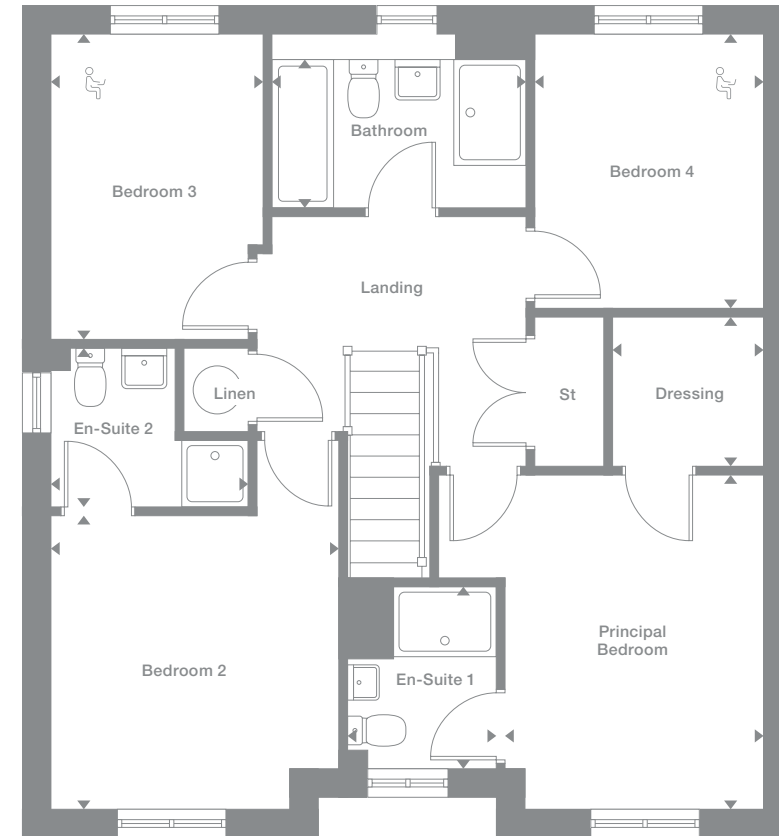 Bathroom
Bedroom 3
Bedroom 4
Landing
Linen
St
Dressing
En-Suite 2
Principal
Bedroom
Bedroom 2
En-Suite 1